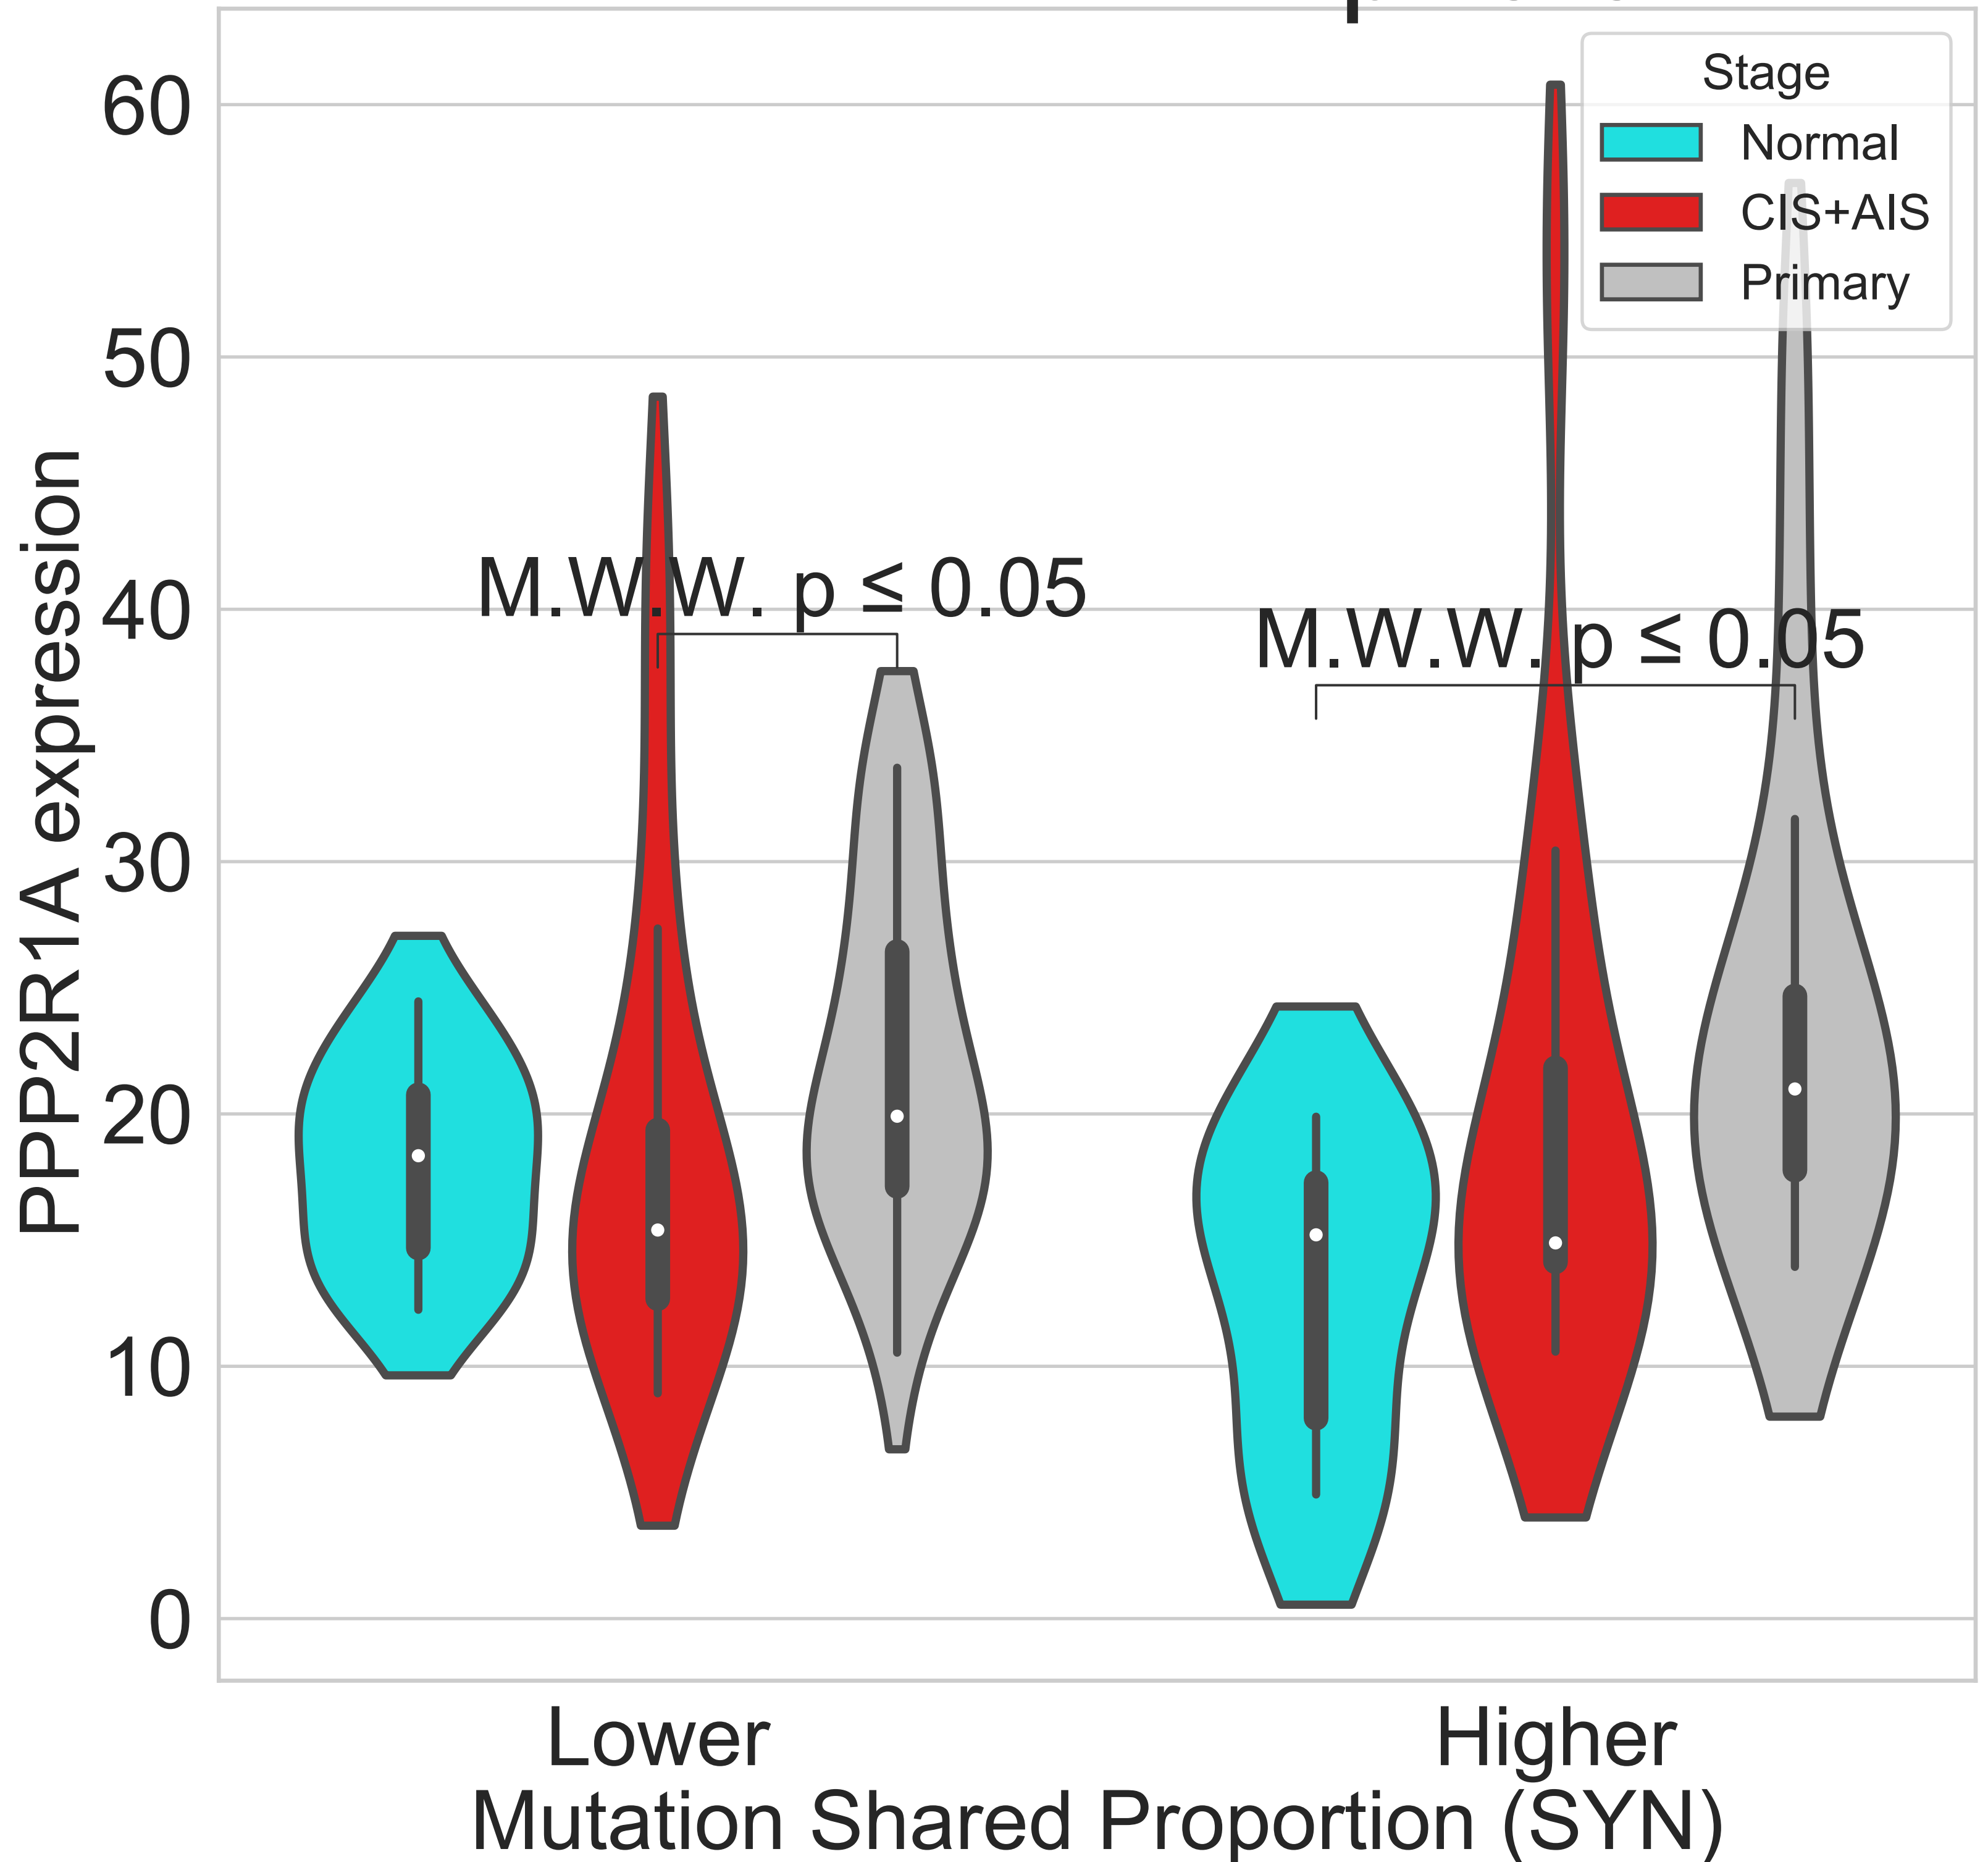 Stage
Normal
CIS+AIS
Primary
60
50
40
30
20
10
0
PPP2R1A expression
M.W.W. p ≤ 0.05
M.W.W. p ≤ 0.05
Lower
Higher
Mutation Shared Proportion (SYN)